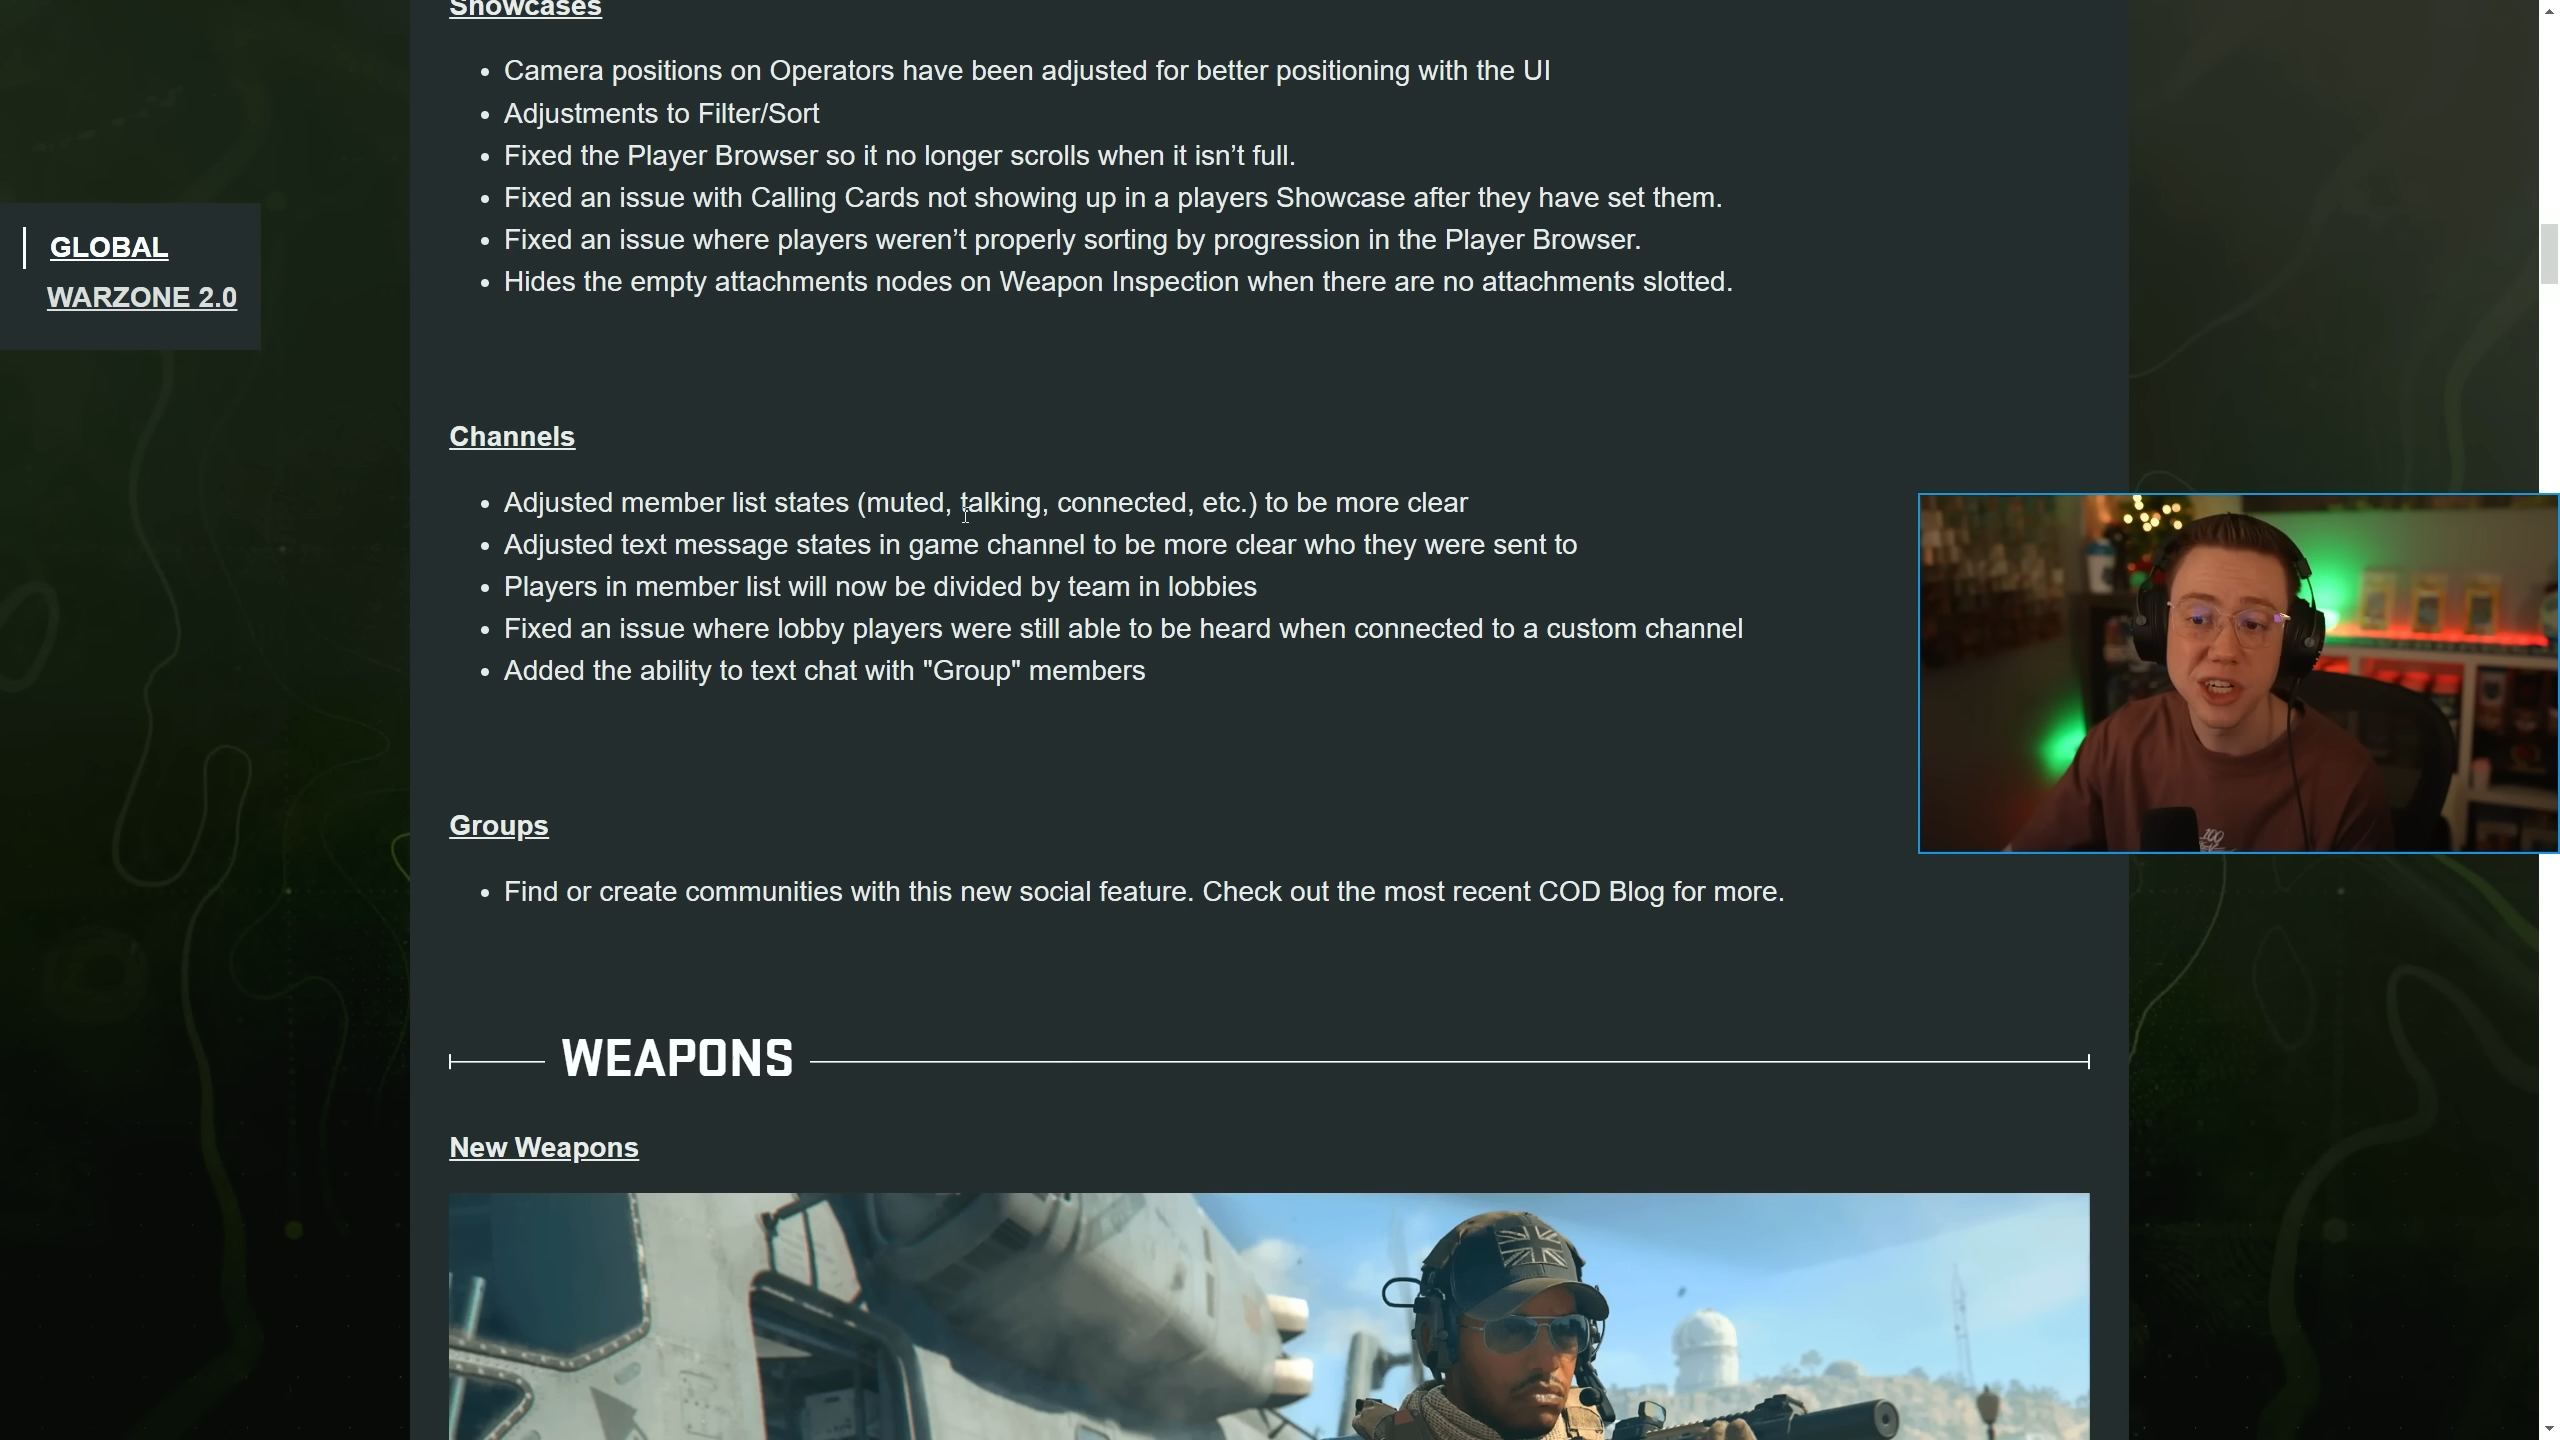 Showcases
Camera positions on Operators have been adjusted for better positioning with the UI
Adjustments to Filter/Sort
Fixed the Player Browser so it no longer scrolls when it isn’t full.
Fixed an issue with Calling Cards not showing up in a players Showcase after they have set them.
Fixed an issue where players weren’t properly sorting by progression in the Player Browser.
Hides the empty attachments nodes on Weapon Inspection when there are no attachments slotted.
GLOBAL
WARZONE 2.0
Channels
Adjusted member list states (muted, talking, connected, etc.) to be more clear
Adjusted text message states in game channel to be more clear who they were sent to
Players in member list will now be divided by team in lobbies
Fixed an issue where lobby players were still able to be heard when connected to a custom channel
Added the ability to text chat with "Group" members
Groups
Find or create communities with this new social feature. Check out the most recent COD Blog for more.
WEAPONS
New Weapons